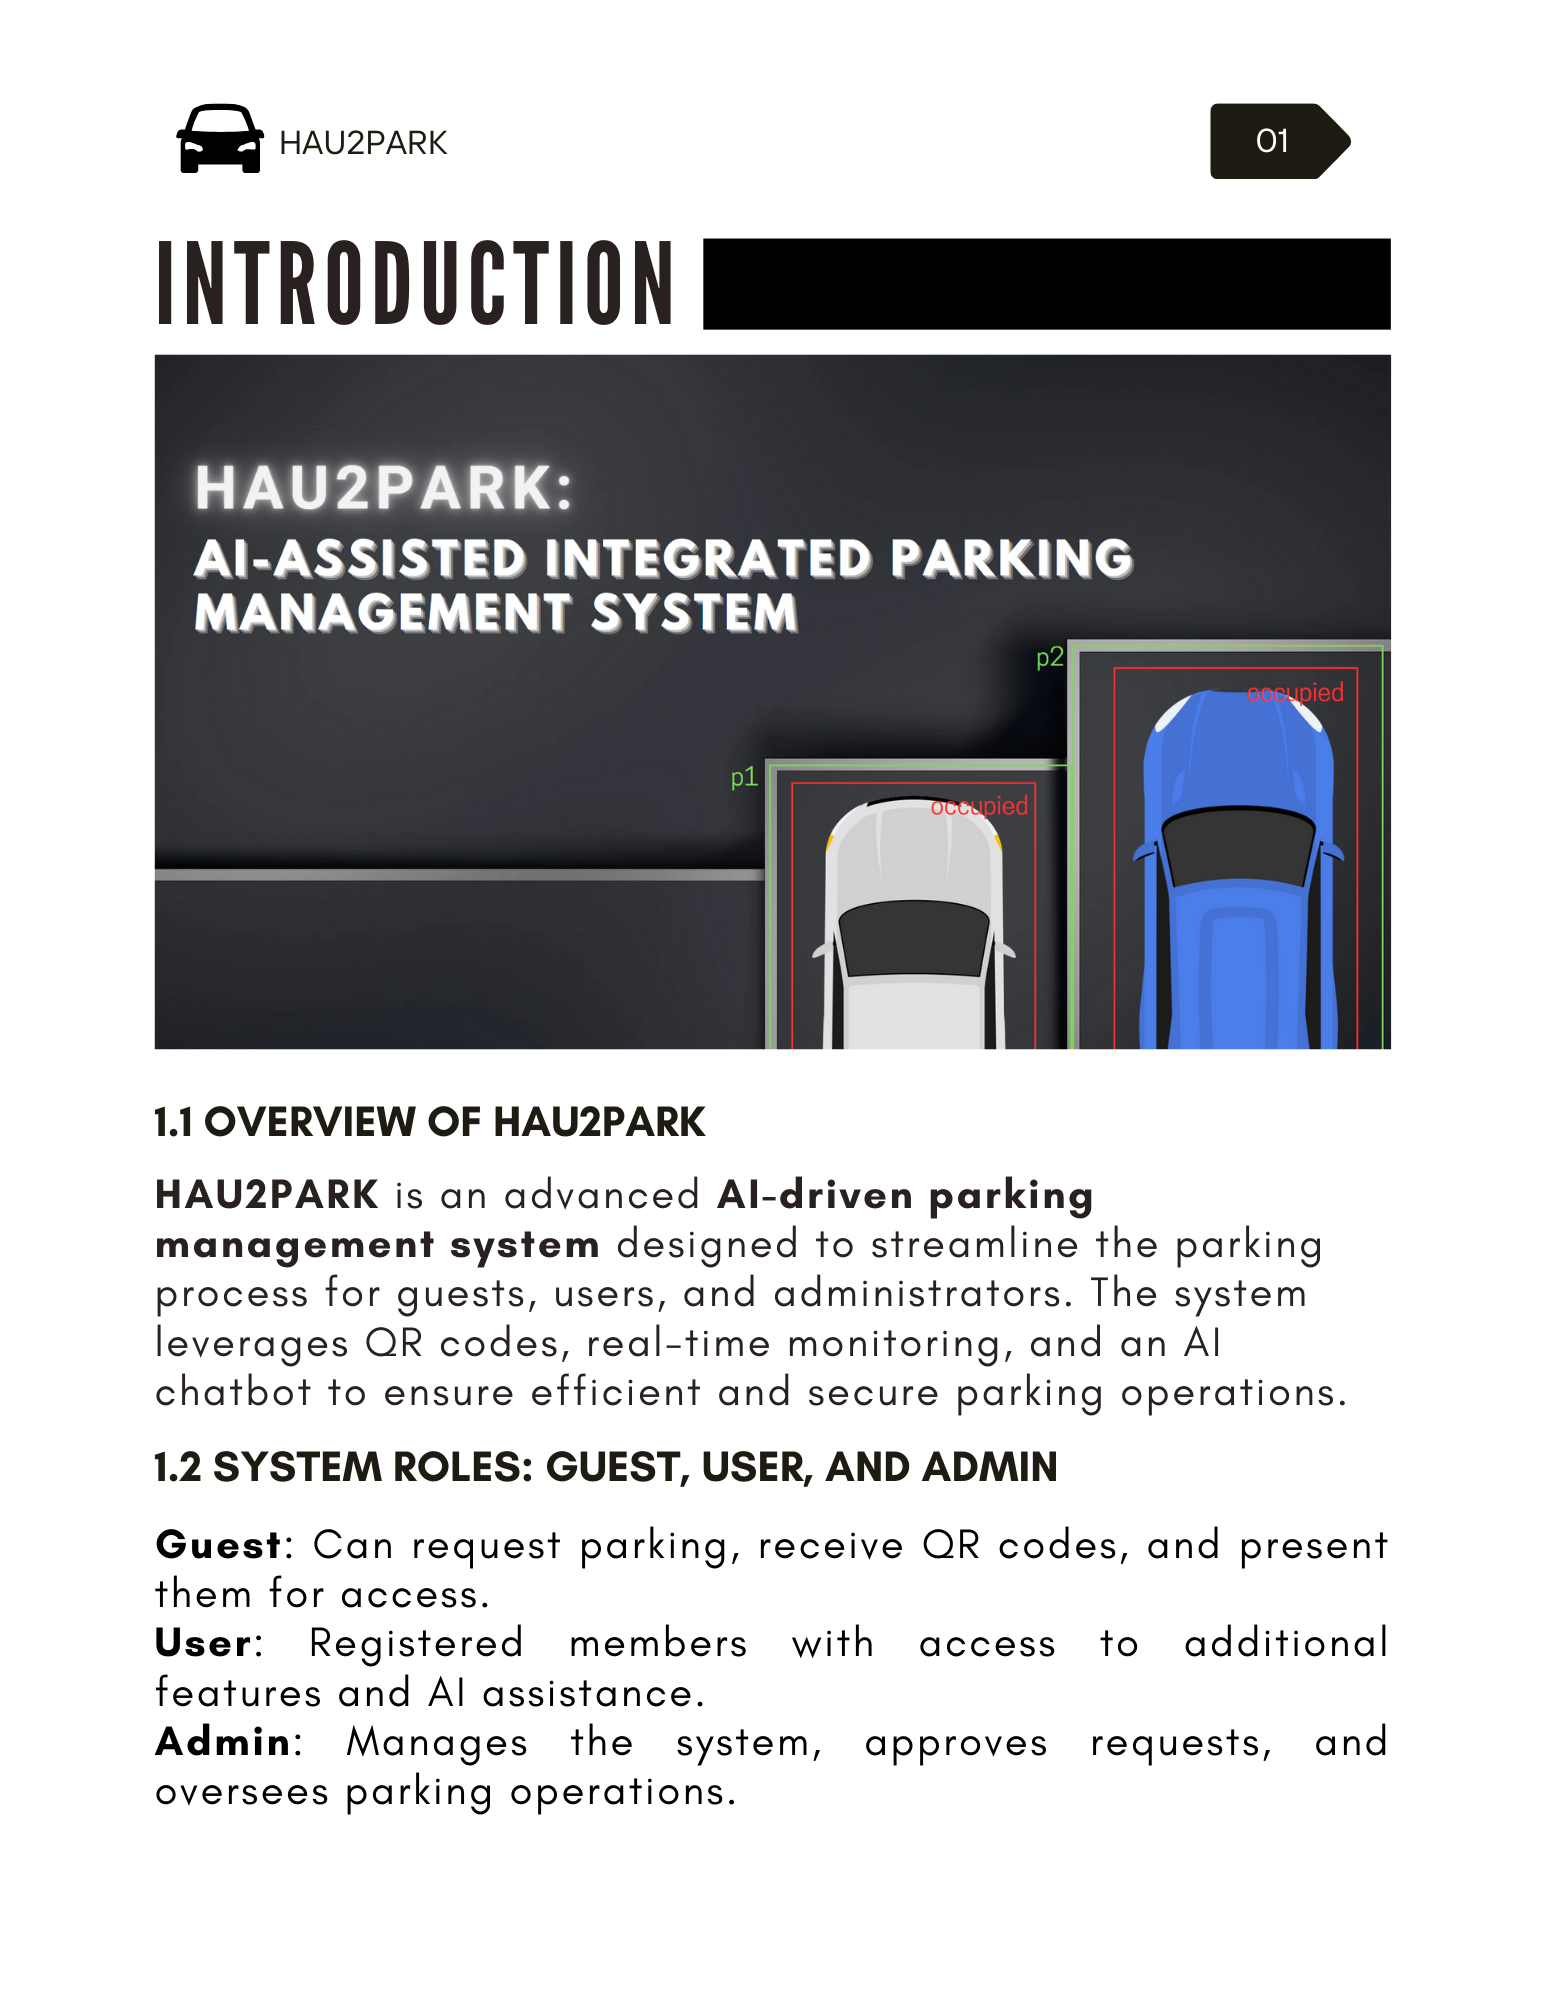 HAU2PARK
01
INTRODUCTION
HAU2PARK:
AI-ASSISTED INTEGRATED PARKING
MANAGEMENT SYSTEM
p2
occupied
p1
occupied
1.1 OVERVIEW OF HAU2PARK
HAU2PARK is an advanced AI-driven parking
management system designed to streamline the parking
process for guests, users, and administrators. The system
leverages QR codes, real-time monitoring, and an AI
chatbot to ensure efficient and secure parking operations.
1.2 SYSTEM ROLES: GUEST, USER, AND ADMIN
Guest: Can request parking, receive QR codes, and present
them for access.
User: Registered members with access to additional
features and AI assistance.
Admin: Manages the system, approves requests, and
oversees parking operations.